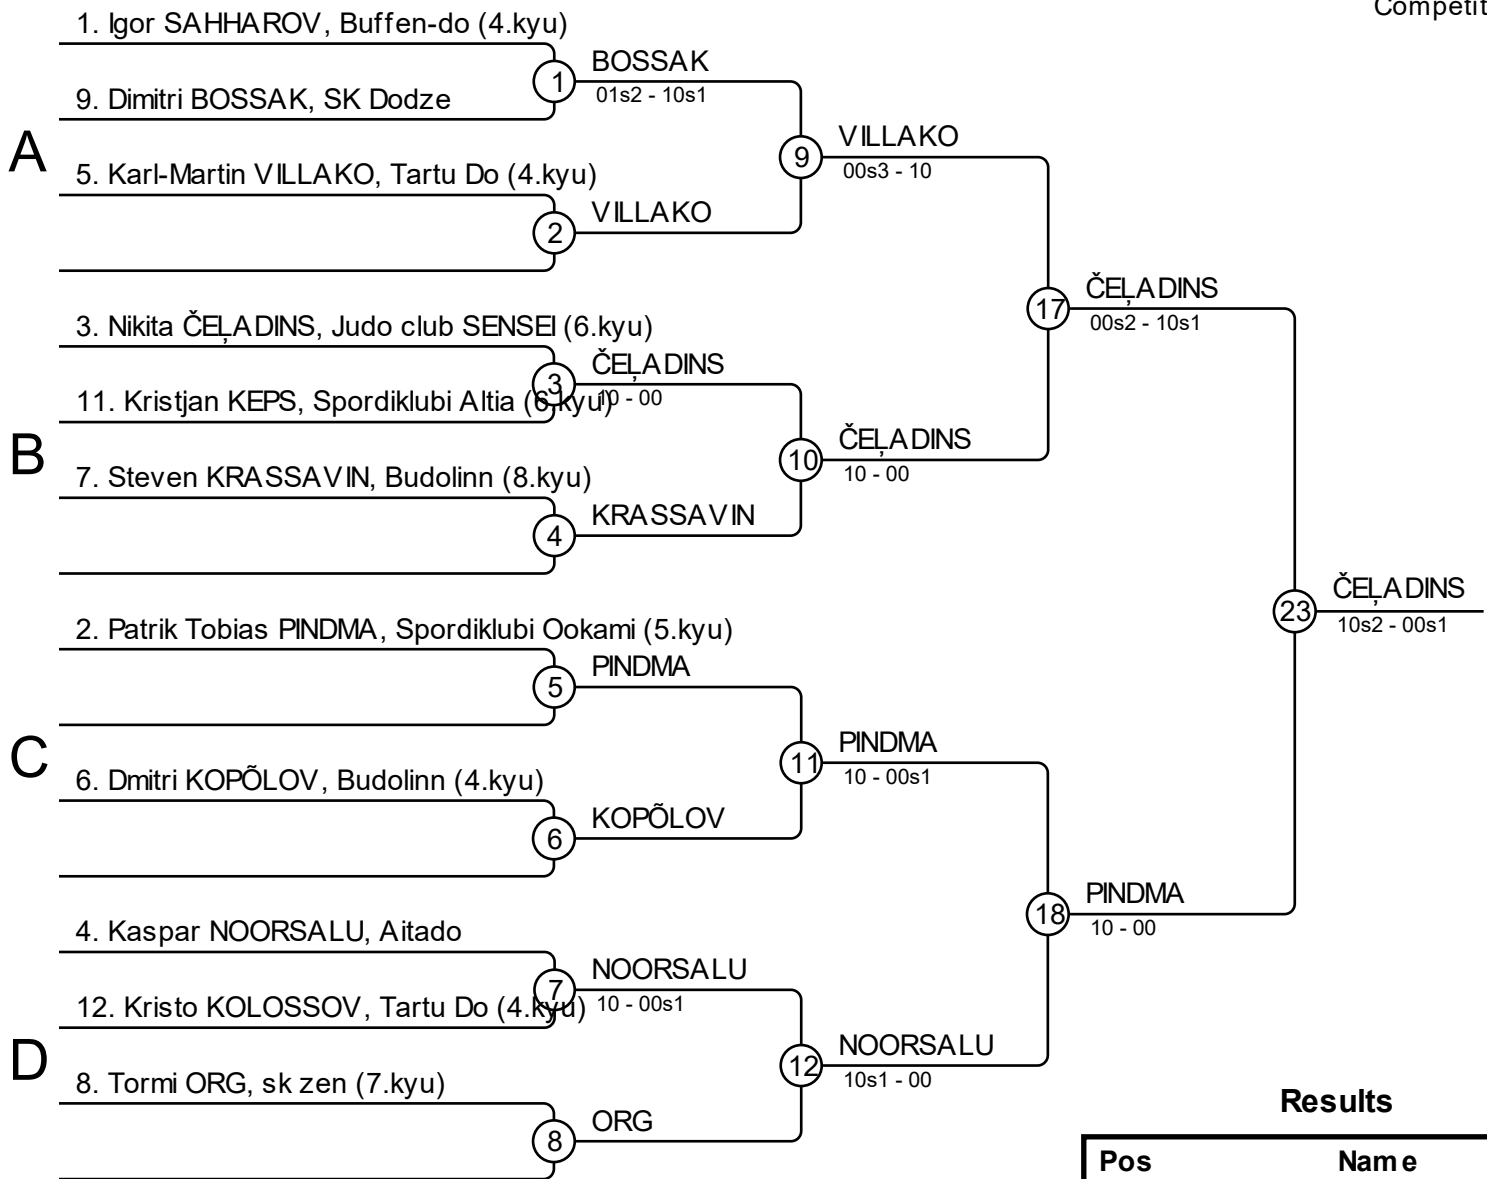 Competit
1. Igor SAHHAROV, Buffen-do (4.kyu)
BOSSAK
1
01s2 - 10s1
9. Dimitri BOSSAK, SK Dodze
A
VILLAKO
9
00s3 - 10
5. Karl-Martin VILLAKO, Tartu Do (4.kyu)
VILLAKO
2
ČEĻADINS
17
00s2 - 10s1
3. Nikita ČEĻADINS, Judo club SENSEI (6.kyu)
ČEĻADINS
3
10 - 00
11. Kristjan KEPS, Spordiklubi Altia (6.kyu)
B
ČEĻADINS
10
10 - 00
7. Steven KRASSAVIN, Budolinn (8.kyu)
KRASSAVIN
4
ČEĻADINS
23
10s2 - 00s1
2. Patrik Tobias PINDMA, Spordiklubi Ookami (5.kyu)
PINDMA
5
C
PINDMA
11
10 - 00s1
6. Dmitri KOPÕLOV, Budolinn (4.kyu)
KOPÕLOV
6
PINDMA
18
10 - 00
4. Kaspar NOORSALU, Aitado
NOORSALU
7
10 - 00s1
12. Kristo KOLOSSOV, Tartu Do (4.kyu)
D
NOORSALU
12
10s1 - 00
8. Tormi ORG, sk zen (7.kyu)
ORG
8
Results
Pos Name